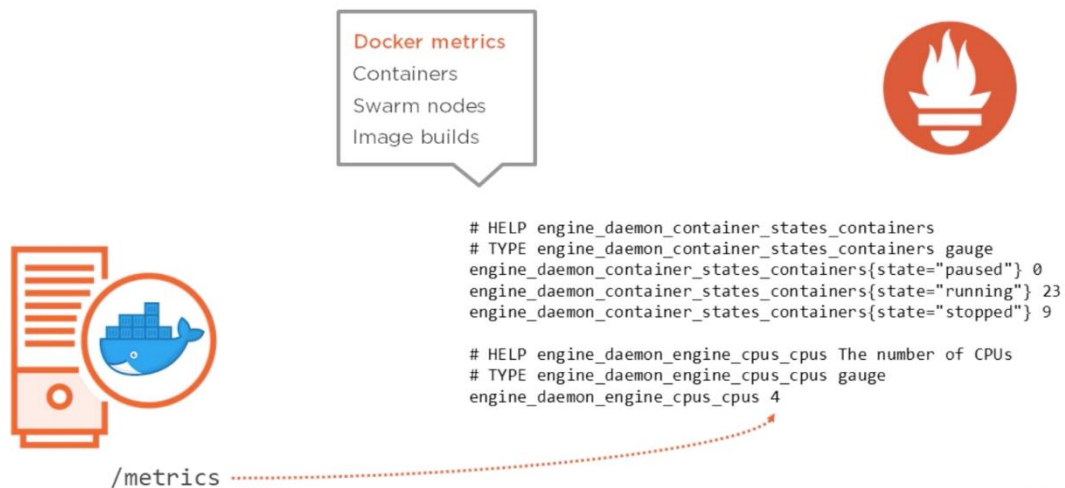 Docker metrics
Containers
Swarm nodes
Image builds
# HELP engine_daemon_container_states_containers
# TYPE engine_daemon_container_states_containers gauge
engine_daemon_container_states_containers{state="paused"} 0
engine_daemon_container_states_containers{state="running"} 23
engine_daemon_container_states_containers{state="stopped"} 9
# HELP engine_daemon_engine_cpus_cpus The number of CPUs
# TYPE engine_daemon_engine_cpus_cpus gauge
engine_daemon_engine_cpus_cpus 4
/metrics